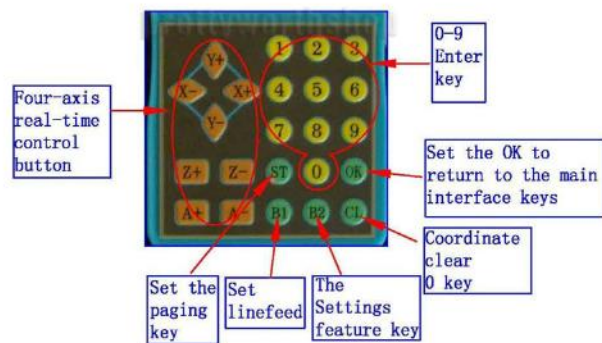 Four-axis
real-time
control
button
Y+
X-
X+
Y-
Z+
Z-
A+
A-
1
2
3
4
5
6
7
8
9
ST
0
OK
B1
B2
CL
0-9
Enter
key
Set the OK to
return to the main
interface keys
Coordinate
clear
0 key
Set the
paging
key
Set
linefeed
The
Settings
feature key